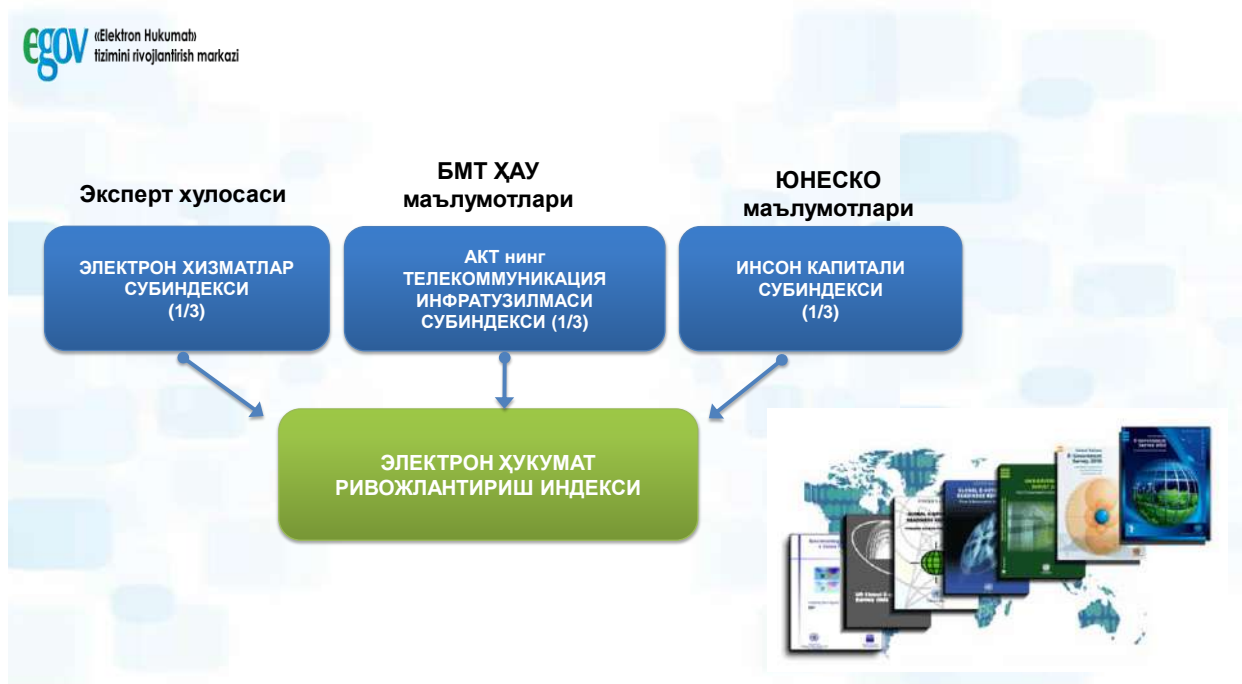 egov
«Elektron Hukumat»
tizimini rivojlantirish markazi
Эксперт хулосаси
БМТ ҲАУ
маълумотлари
ЮНЕСКО
маълумотлари
ЭЛЕКТРОН ХИЗМАТЛАР
СУБИНДЕКСИ
(1/3)
АКТ нинг
ТЕЛЕКОММУНИКАЦИЯ
ИНФРАТУЗИЛМАСИ
СУБИНДЕКСИ (1/3)
ИНСОН КАПИТАЛИ
СУБИНДЕКСИ
(1/3)
ЭЛЕКТРОН ҲУКУМАТ
РИВОЖЛАНТИРИШ ИНДЕКСИ